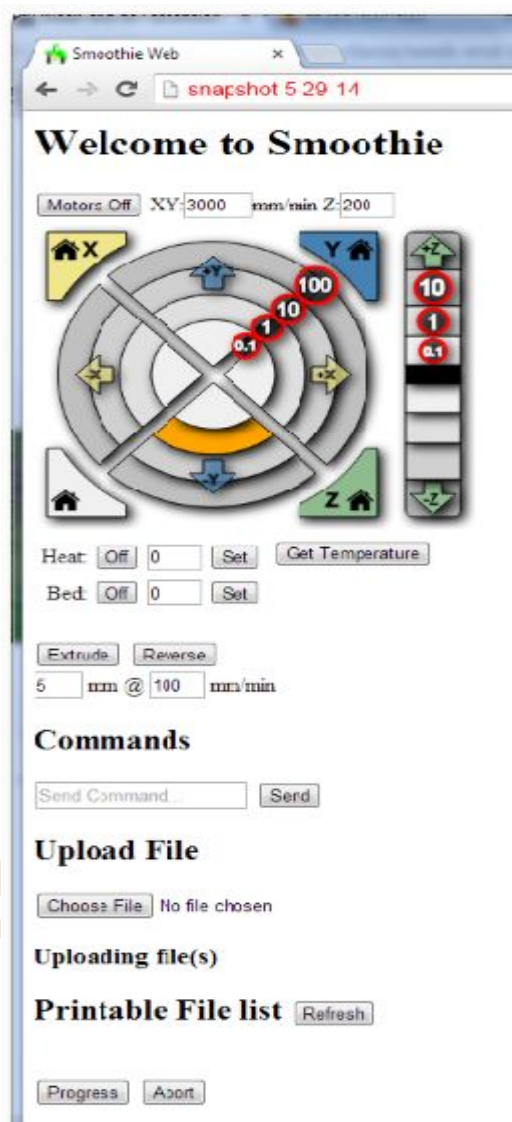 Smoothie Web ×
snapshot 5 29 14
Welcome to Smoothie
Motors Off XY: 3000 mm/min Z: 200
X +Y Y +Z
100 10
10 1
1 0.1
0.1
-X +X
-Y Z -Z
Heat: Off 0 Set Get Temperature
Bed: Off 0 Set
Extrude Reverse
5 mm @ 100 mm/min
Commands
Send Command... Send
Upload File
Choose File No file chosen
Uploading file(s)
Printable File list Refresh
Progress Abort